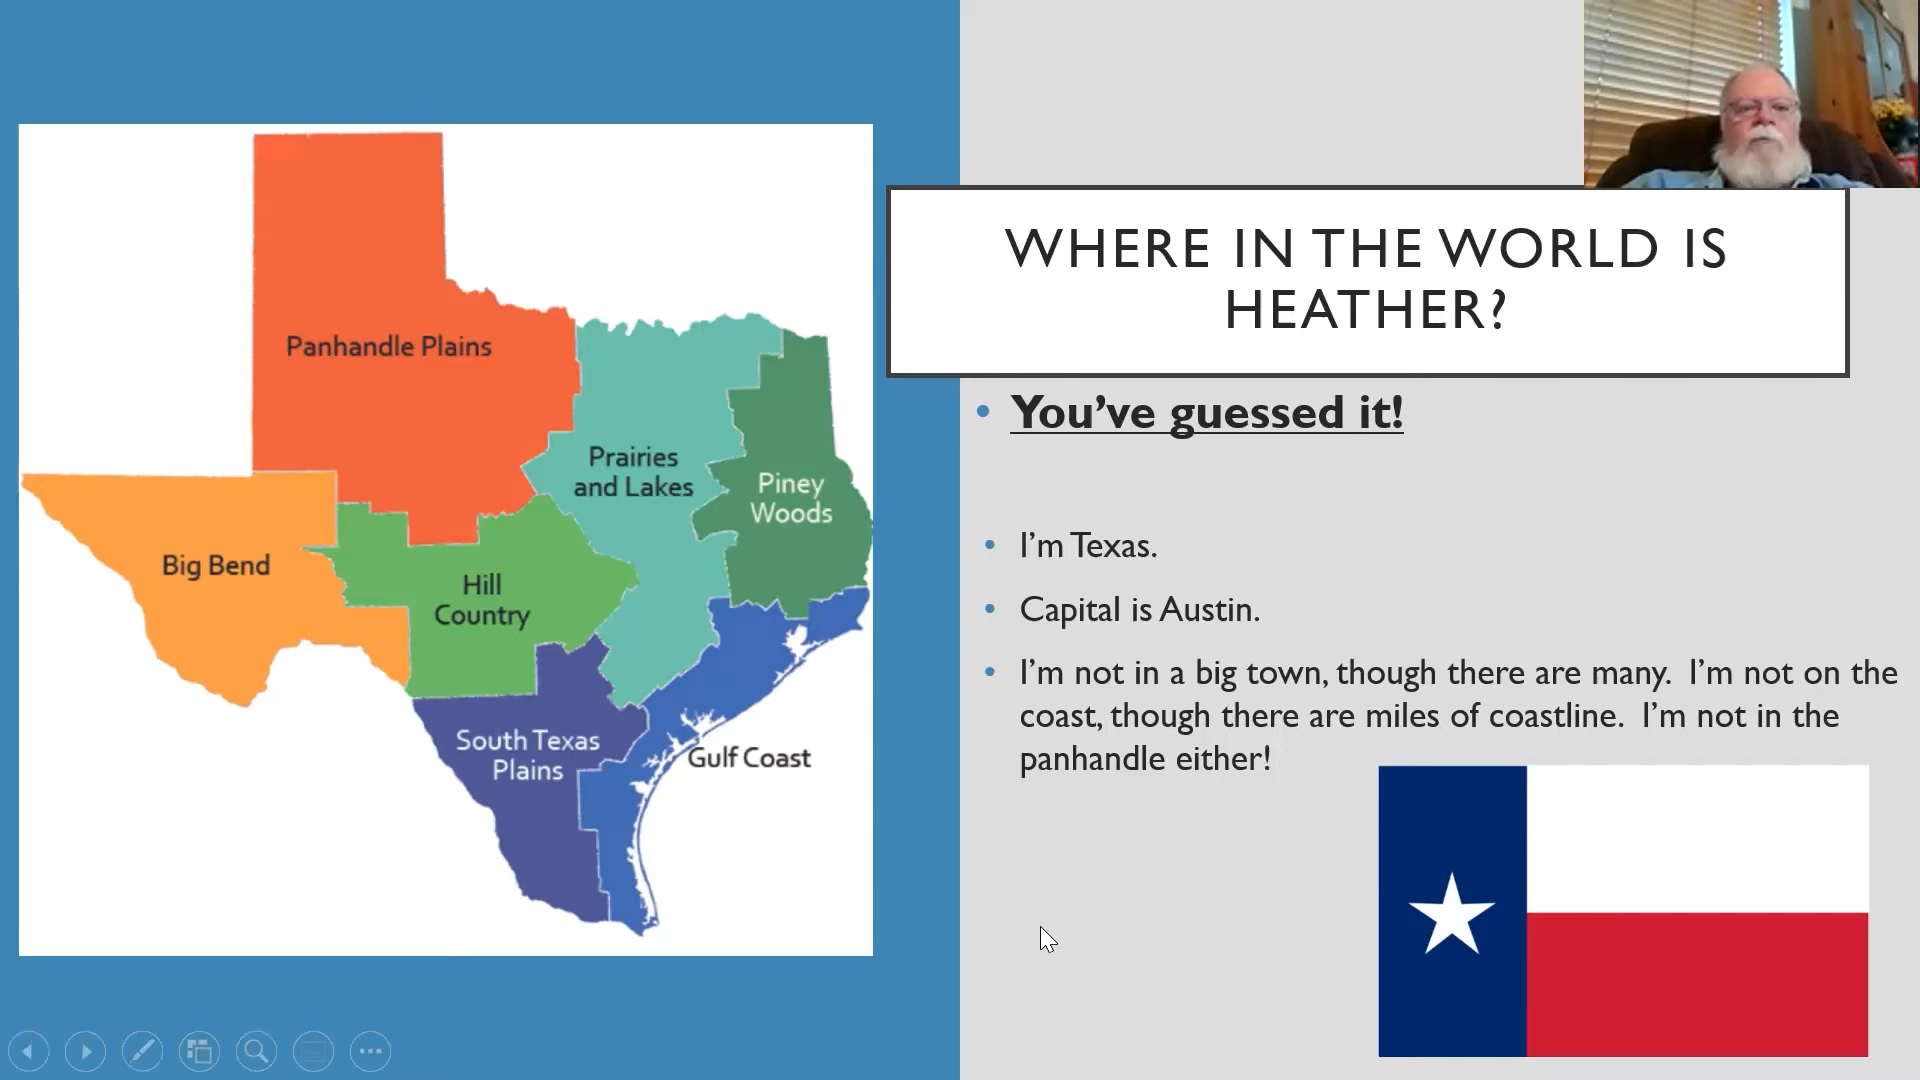 WHERE IN THE WORLD IS
HEATHER?
You’ve guessed it!
I’m Texas.
Capital is Austin.
I’m not in a big town, though there are many.  I’m not on the
coast, though there are miles of coastline.  I’m not in the
panhandle either!
Panhandle Plains
Prairies
and Lakes
Piney
Woods
Big Bend
Hill
Country
South Texas
Plains
Gulf Coast